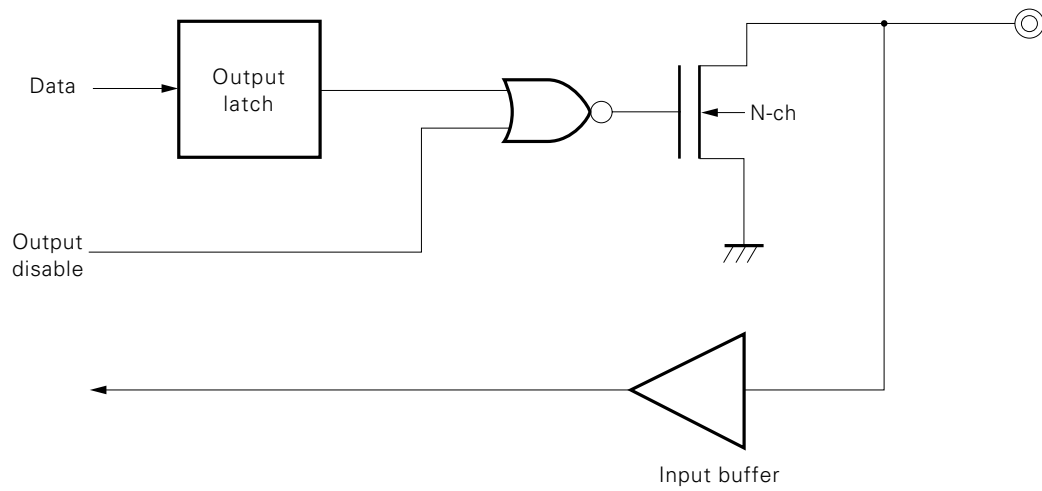 Data
Output
latch
N-ch
Output
disable
Input buffer